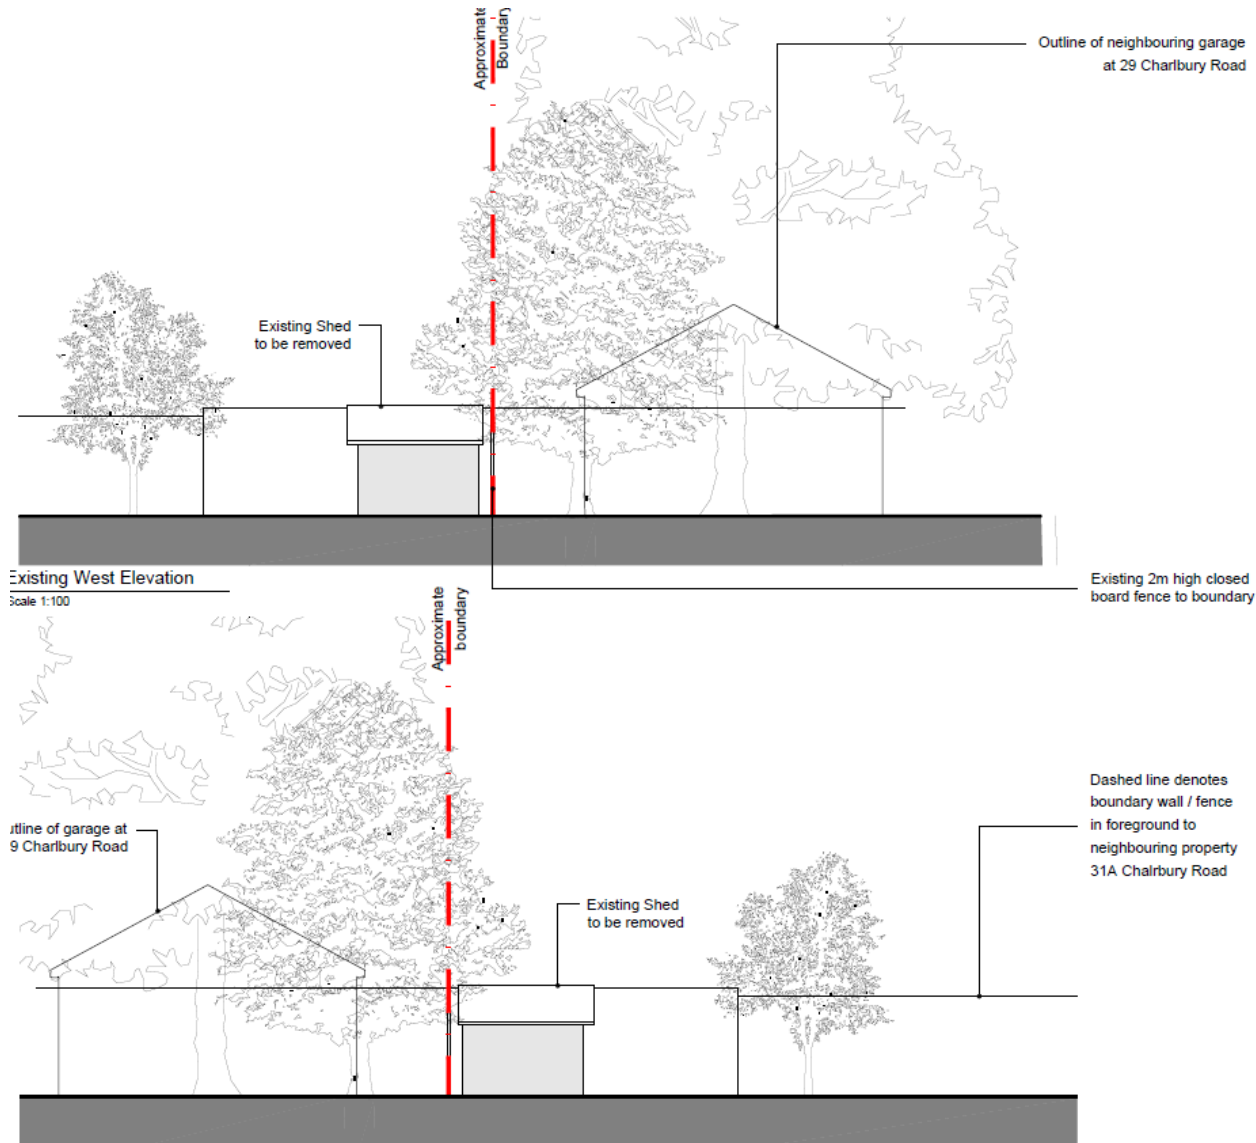 Approximate
Boundary
Outline of neighbouring garage
at 29 Charlbury Road
Existing Shed
to be removed
Existing West Elevation
Scale 1:100
Existing 2m high closed
board fence to boundary
Approximate
boundary
Dashed line denotes
boundary wall / fence
in foreground to
neighbouring property
31A Chalrbury Road
utline of garage at
9 Charlbury Road
Existing Shed
to be removed